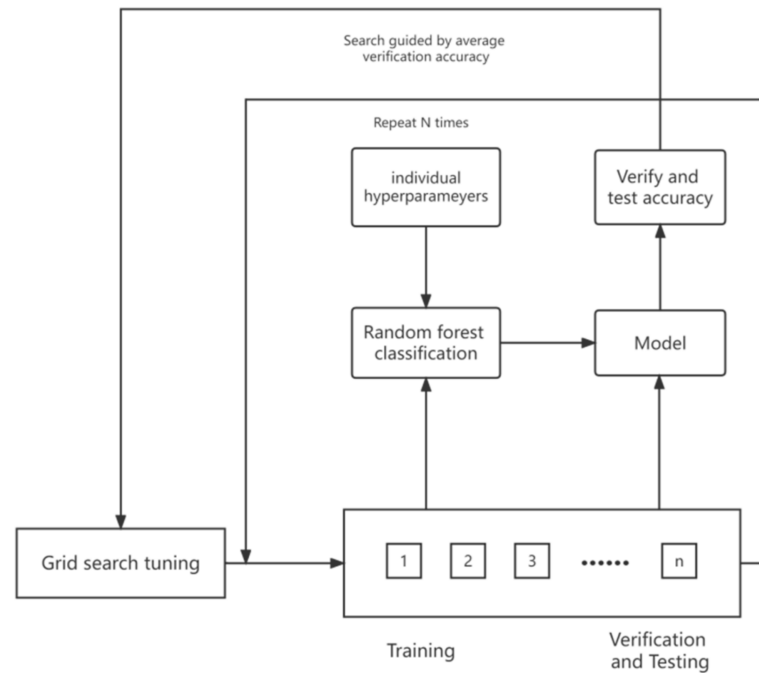 Search guided by average
verification accuracy
Repeat N times
individual
hyperparameyers
Verify and
test accuracy
Random forest
classification
Model
Grid search tuning
1 2 3 ······ n
Training
Verification
and Testing